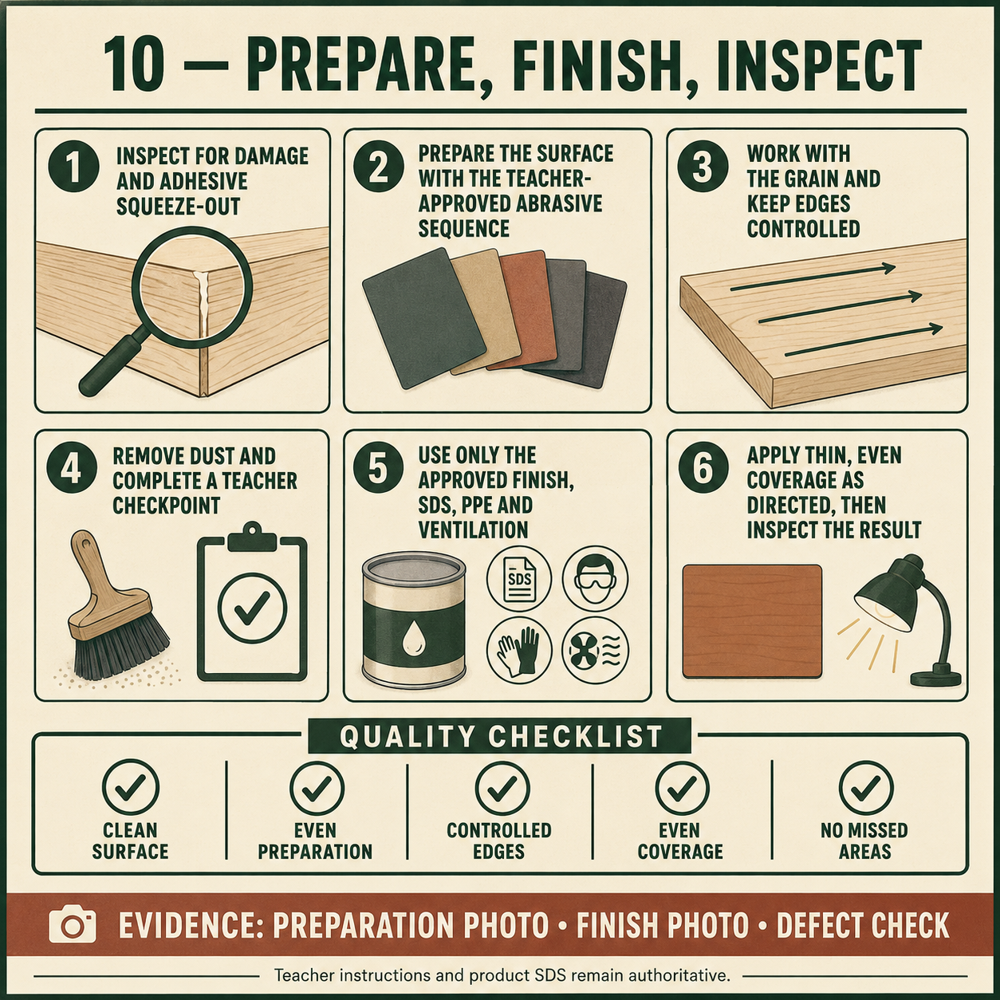 10 — PREPARE, FINISH, INSPECT
1
INSPECT FOR DAMAGE
AND ADHESIVE
SQUEEZE-OUT
2
PREPARE THE SURFACE
WITH THE TEACHER-
APPROVED ABRASIVE
SEQUENCE
3
WORK WITH
THE GRAIN AND
KEEP EDGES
CONTROLLED
4
REMOVE DUST AND
COMPLETE A TEACHER
CHECKPOINT
5
USE ONLY THE
APPROVED FINISH,
SDS, PPE AND
VENTILATION
SDS
6
APPLY THIN, EVEN
COVERAGE AS
DIRECTED, THEN
INSPECT THE RESULT
QUALITY CHECKLIST
CLEAN
SURFACE
EVEN
PREPARATION
CONTROLLED
EDGES
EVEN
COVERAGE
NO MISSED
AREAS
EVIDENCE: PREPARATION PHOTO • FINISH PHOTO • DEFECT CHECK
Teacher instructions and product SDS remain authoritative.